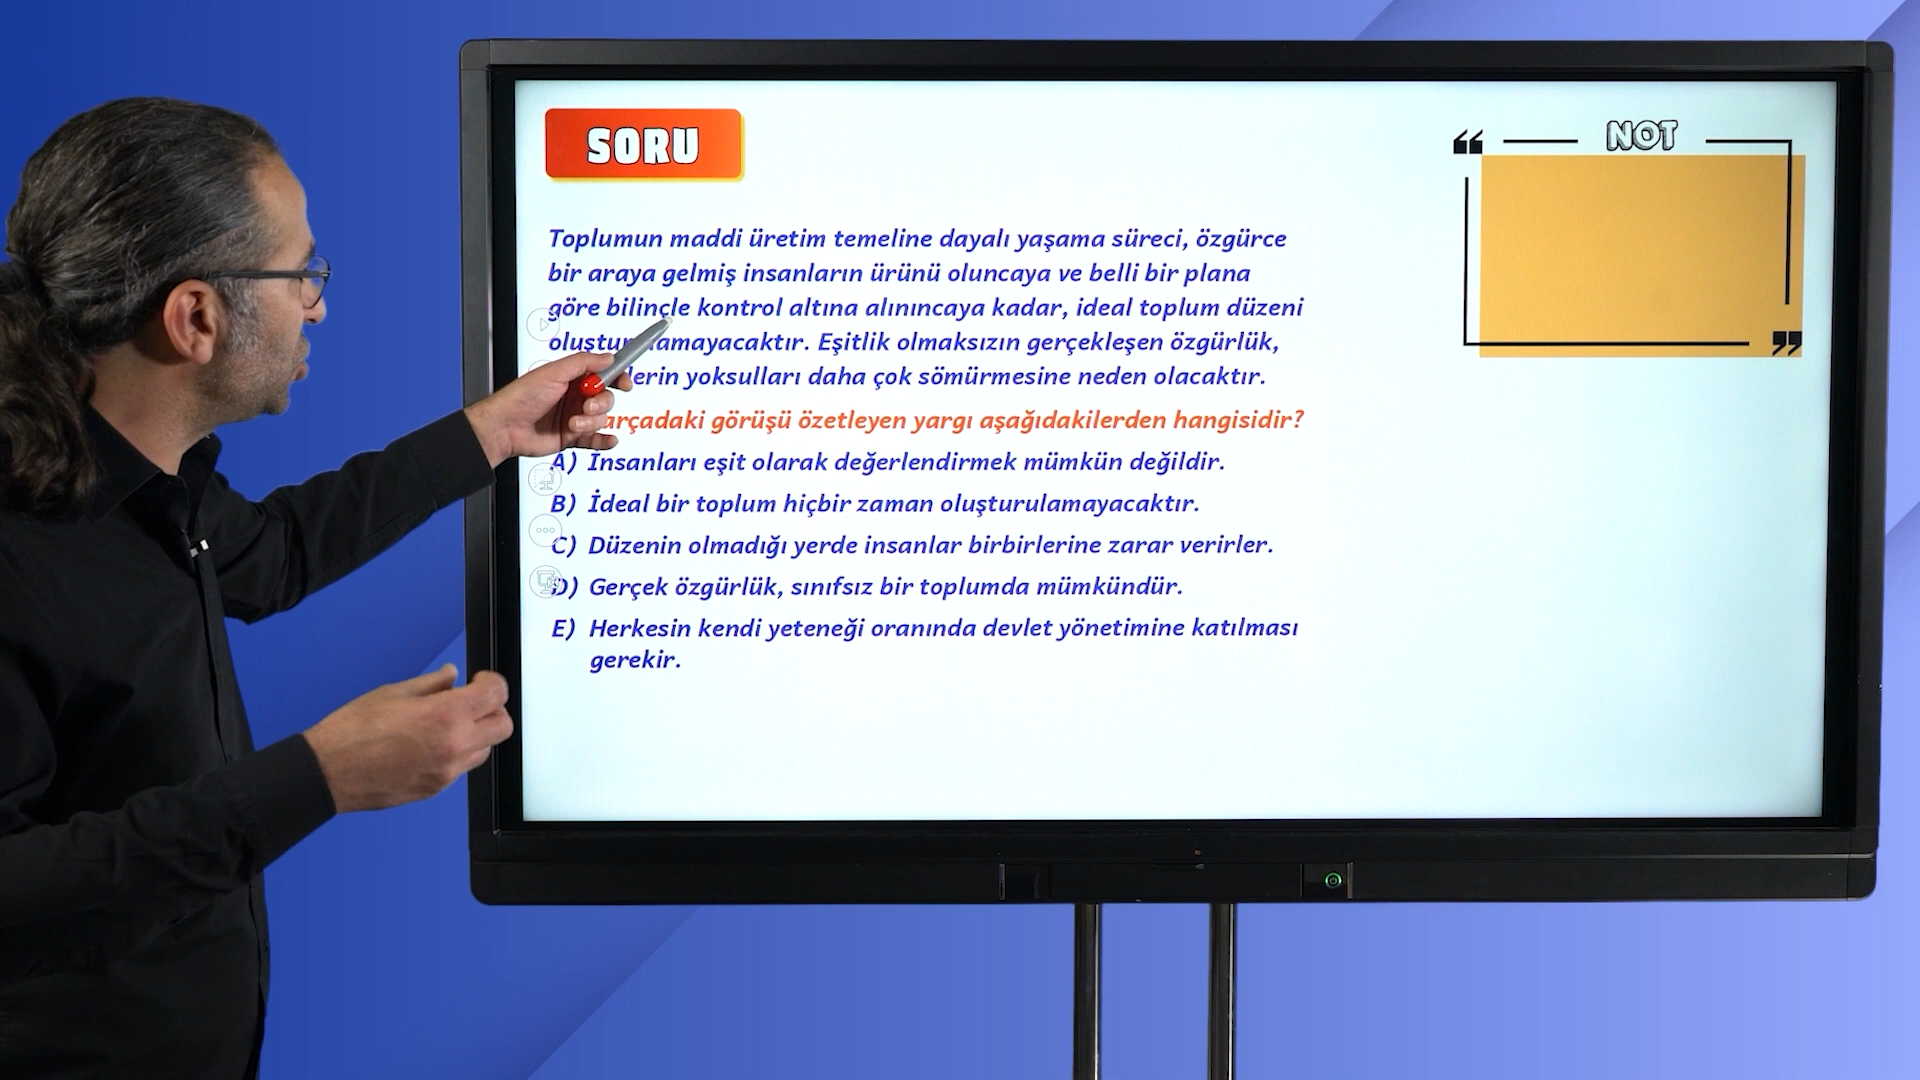 SORU
NOT
Toplumun maddi üretim temeline dayalı yaşama süreci, özgürce
bir araya gelmiş insanların ürünü oluncaya ve belli bir plana
göre bilinçle kontrol altına alınıncaya kadar, ideal toplum düzeni
Eşitlik olmaksızın gerçekleşen özgürlük,
yoksulları daha çok sömürmesine neden olacaktır.
görüşü özetleyen yargı aşağıdakilerden hangisidir?
A) İnsanları eşit olarak değerlendirmek mümkün değildir.
B) İdeal bir toplum hiçbir zaman oluşturulamayacaktır.
C) Düzenin olmadığı yerde insanlar birbirlerine zarar verirler.
D) Gerçek özgürlük, sınıfsız bir toplumda mümkündür.
E) Herkesin kendi yeteneği oranında devlet yönetimine katılması
gerekir.